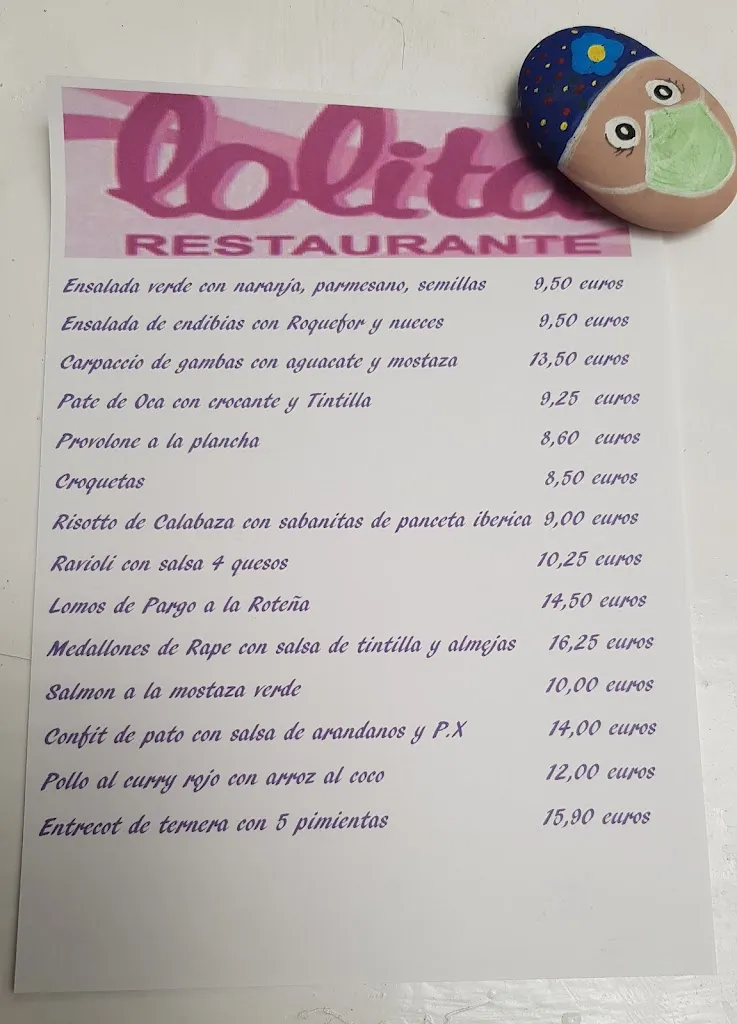 lolita
RESTAURANTE
Ensalada verde con naranja, parmesano, semillas 9,50 euros
Ensalada de endibias con Roquefor y nueces 9,50 euros
Carpaccio de gambas con aguacate y mostaza 13,50 euros
Pate de Oca con crocante y Tintilla 9,25 euros
Provolone a la plancha 8,60 euros
Croquetas 8,50 euros
Risotto de Calabaza con sabanitas de panceta iberica 9,00 euros
Ravioli con salsa 4 quesos 10,25 euros
Lomos de Pargo a la Roteña 14,50 euros
Medallones de Rape con salsa de tintilla y almejas 16,25 euros
Salmon a la mostaza verde 10,00 euros
Confit de pato con salsa de arandanos y P.X 14,00 euros
Pollo al curry rojo con arroz al coco 12,00 euros
Entrecot de ternera con 5 pimientas 15,90 euros